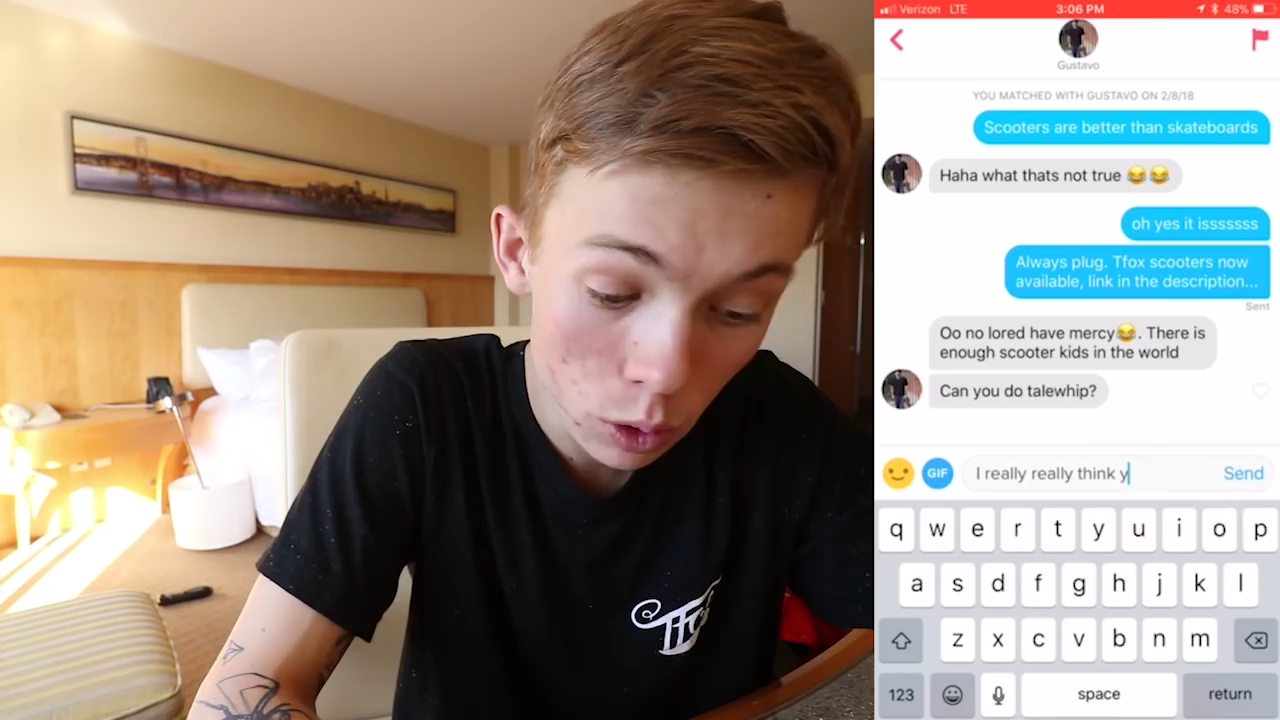 Verizon LTE 3:06 PM 48%
Gustavo
YOU MATCHED WITH GUSTAVO ON 2/8/18
Scooters are better than skateboards
Haha what thats not true 😂😂
oh yes it isssssss
Always plug. Tfox scooters now
available, link in the description...
Sent
Oo no lored have mercy😂. There is
enough scooter kids in the world
Can you do talewhip?
GIF I really really think y Send
q w e r t y u i o p
a s d f g h j k l
z x c v b n m
123 space return